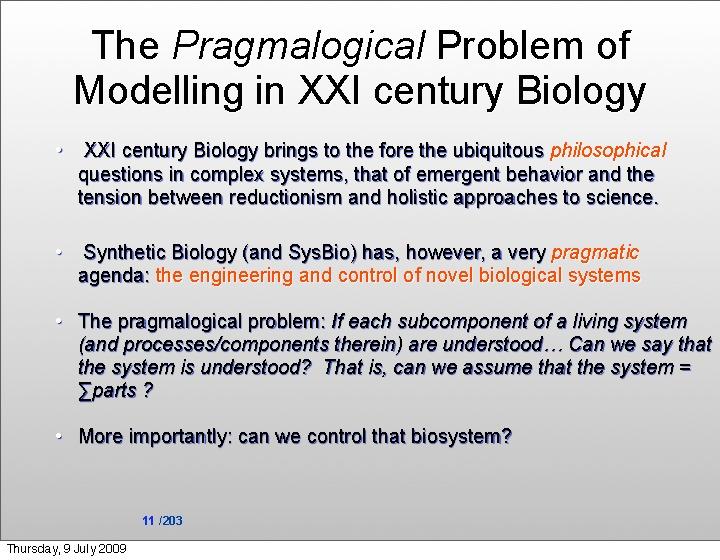 The Pragmalogical Problem of
Modelling in XXI century Biology
• XXI century Biology brings to the fore the ubiquitous philosophical
questions in complex systems, that of emergent behavior and the
tension between reductionism and holistic approaches to science.
• Synthetic Biology (and Sys.Bio) has, however, a very pragmatic
agenda: the engineering and control of novel biological systems
• The pragmalogical problem: If each subcomponent of a living system
(and processes/components therein) are understood… Can we say that
the system is understood? That is, can we assume that the system =
∑parts ?
• More importantly: can we control that biosystem?
11 /203
Thursday, 9 July 2009